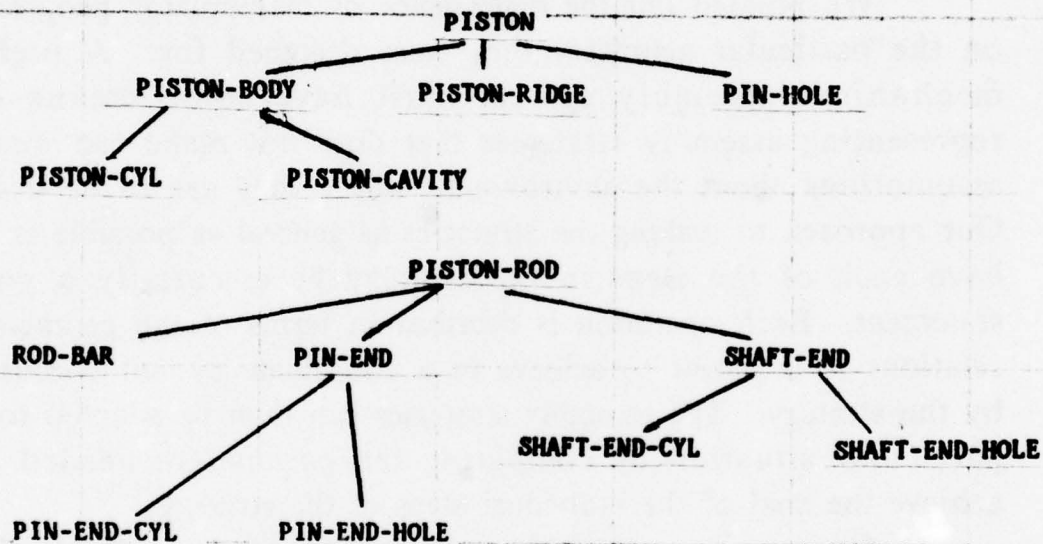 PISTON
PISTON-BODY PISTON-RIDGE PIN-HOLE
PISTON-CYL PISTON-CAVITY
PISTON-ROD
ROD-BAR PIN-END SHAFT-END
SHAFT-END-CYL SHAFT-END-HOLE
PIN-END-CYL PIN-END-HOLE